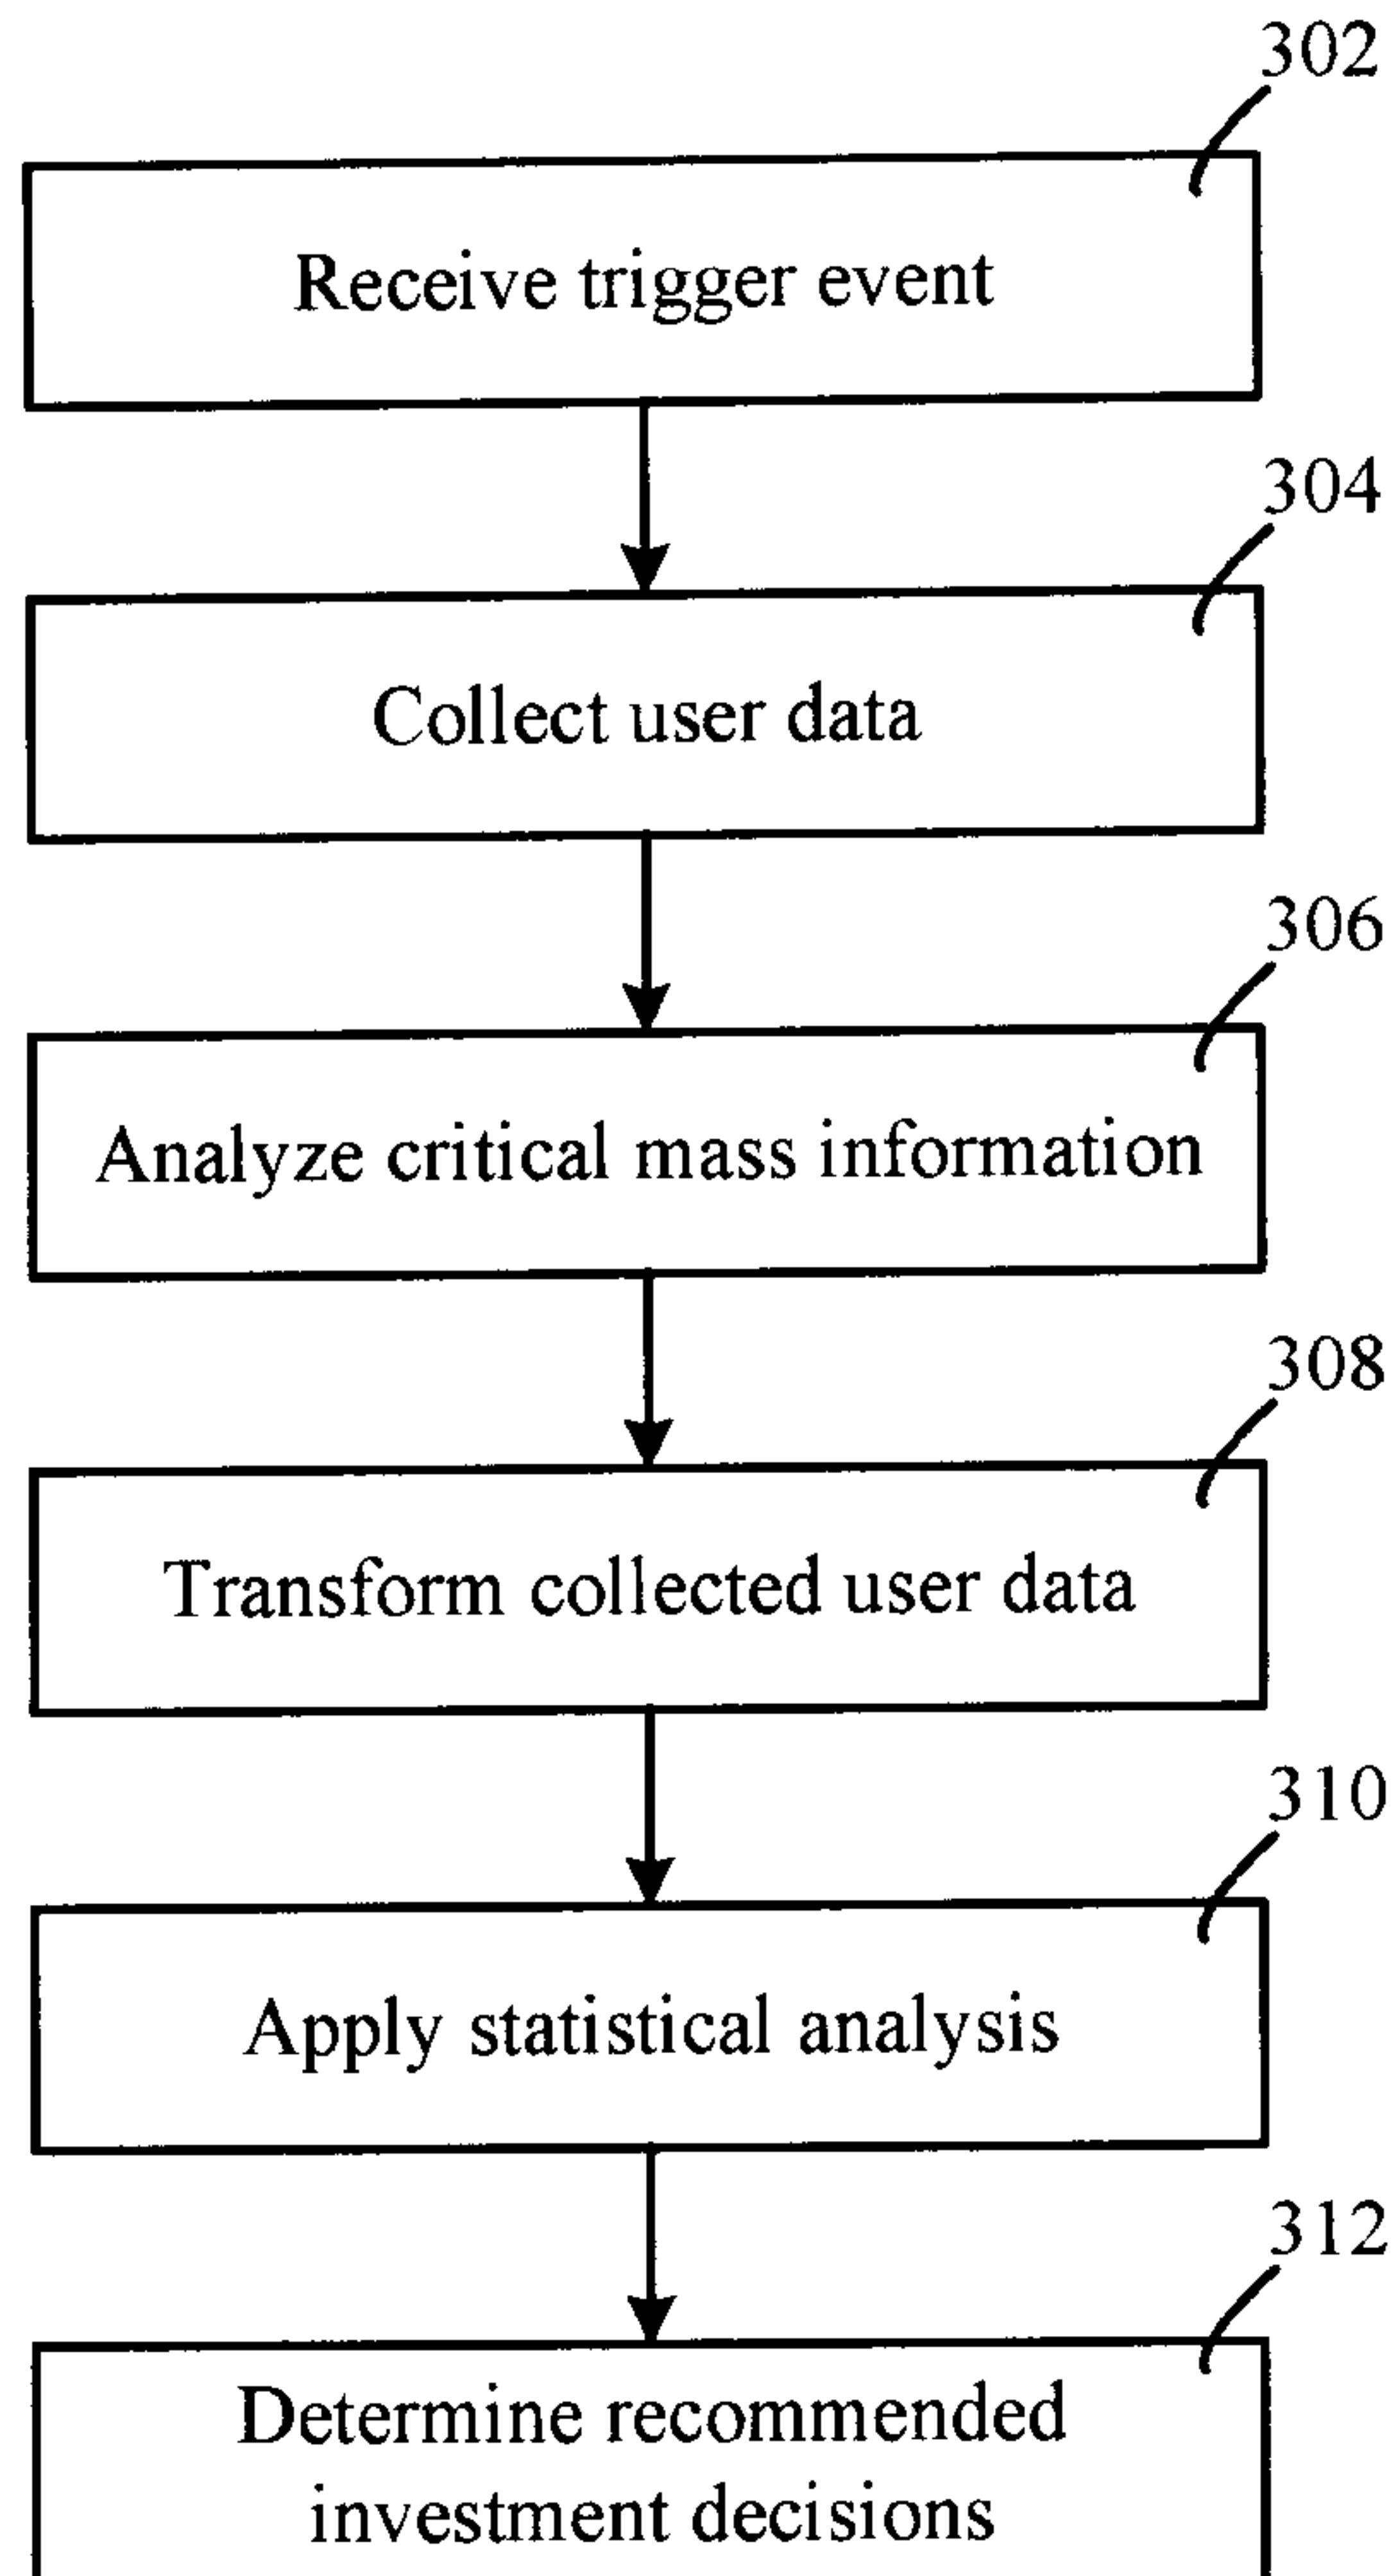 302
Receive trigger event
304
Collect user data
306
Analyze critical mass information
308
Transform collected user data
310
Apply statistical analysis
312
Determine recommended
investment decisions